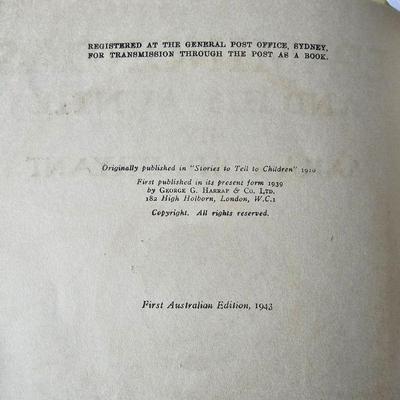 REGISTERED AT THE GENERAL POST OFFICE, SYDNEY,
FOR TRANSMISSION THROUGH THE POST AS A BOOK.
Originally published in "Stories to Tell to Children" 1910
First published in its present form 1939
by GEORGE G. HARRAP & CO. LTD.
182 High Holborn, London, W.C.1
Copyright. All rights reserved.
First Australian Edition, 1943